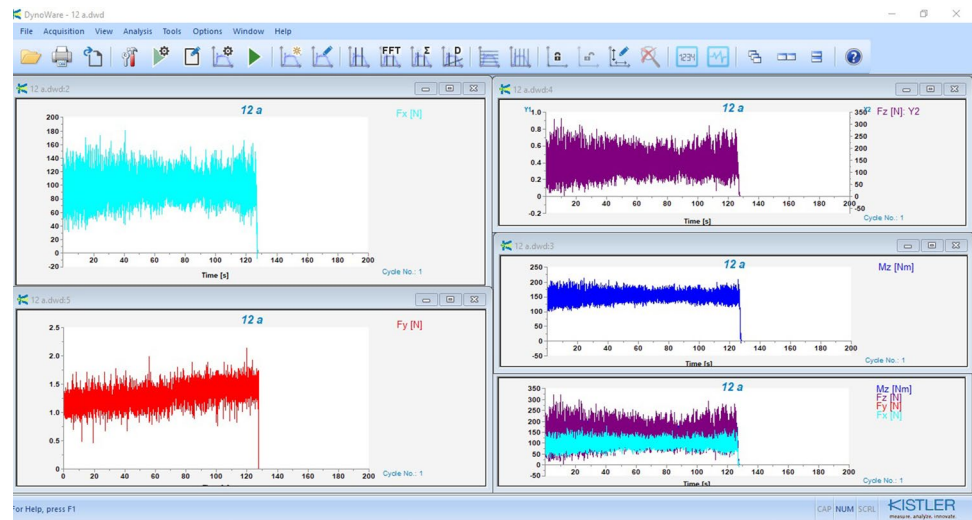 DynoWare - 12 a.dwd
File Acquisition View Analysis Tools Options Window Help
FFT Σ D 1234 ?
12 a.dwd:2
12 a
Fx [N]
200
180
160
140
120
100
80
60
40
20
0
-20
20 40 60 80 100 120 140 160 180 200
Time [s]
Cycle No.: 1
12 a.dwd:5
12 a
Fy [N]
2.5
2.0
1.5
1.0
0.5
0
0 20 40 60 80 100 120 140 160 180 200
Cycle No.: 1
12 a.dwd:4
12 a
Y1
Y2
Fz [N]: Y2
1.0
0.8
0.6
0.4
0.2
0
-0.2
350
300
250
200
150
100
50
0
-50
20 40 60 80 100 120 140 160 180 200
Time [s]
Cycle No.: 1
12 a.dwd:3
12 a
Mz [Nm]
250
200
150
100
50
0
-50
20 40 60 80 100 120 140 160 180 200
Time [s]
Cycle No.: 1
12 a
Mz [Nm]
Fz [N]
Fy [N]
Fx [N]
350
300
250
200
150
100
50
0
-50
20 40 60 80 100 120 140 160 180 200
Time [s]
Cycle No.: 1
For Help, press F1
CAP NUM SCRL
KISTLER
measure. analyze. innovate.